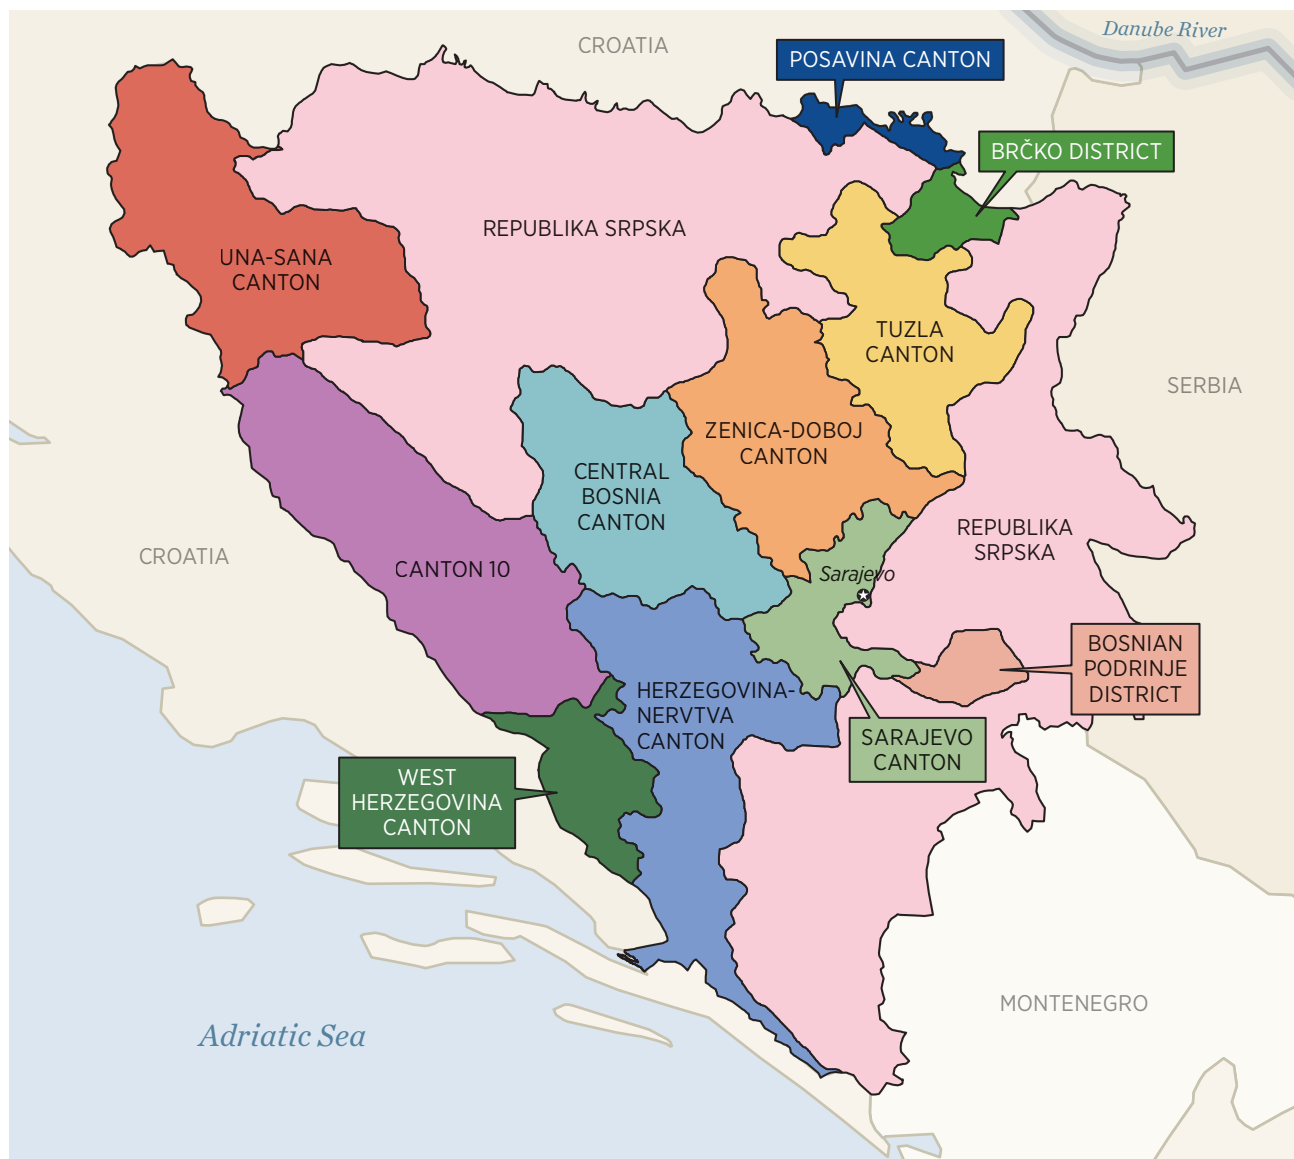 Danube River
CROATIA
POSAVINA CANTON
BRČKO DISTRICT
REPUBLIKA SRPSKA
UNA-SANA
CANTON
TUZLA
CANTON
SERBIA
ZENICA-DOBOJ
CANTON
CENTRAL
BOSNIA
CANTON
REPUBLIKA
SRPSKA
CROATIA
CANTON 10
Sarajevo
BOSNIAN
PODRINJE
DISTRICT
HERZEGOVINA-
NERVTVA
CANTON
SARAJEVO
CANTON
WEST
HERZEGOVINA
CANTON
MONTENEGRO
Adriatic Sea